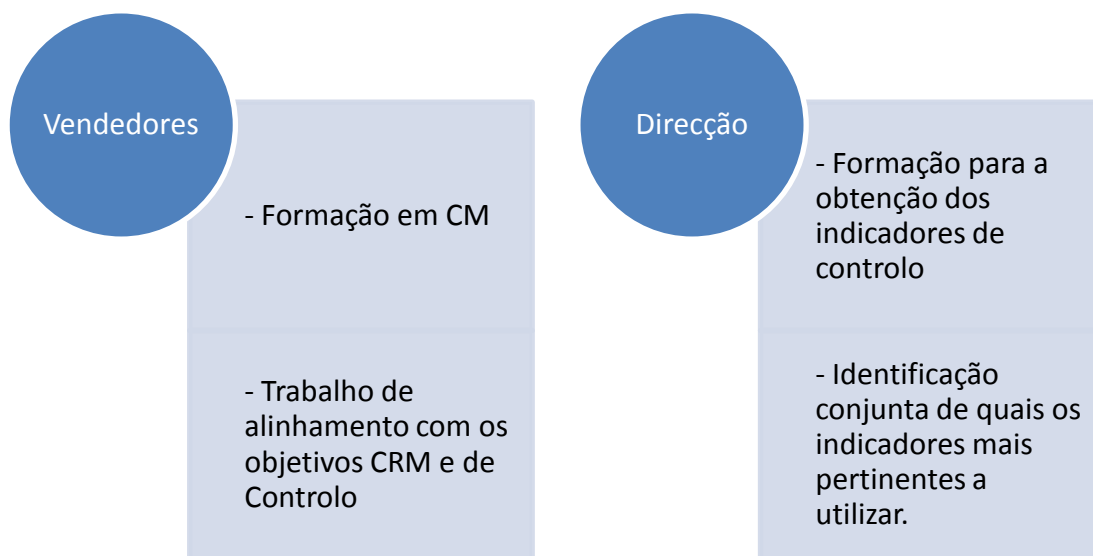 Vendedores
- Formação em CM
- Trabalho de
alinhamento com os
objetivos CRM e de
Controlo
Direcção
- Formação para a
obtenção dos
indicadores de
controlo
- Identificação
conjunta de quais os
indicadores mais
pertinentes a
utilizar.